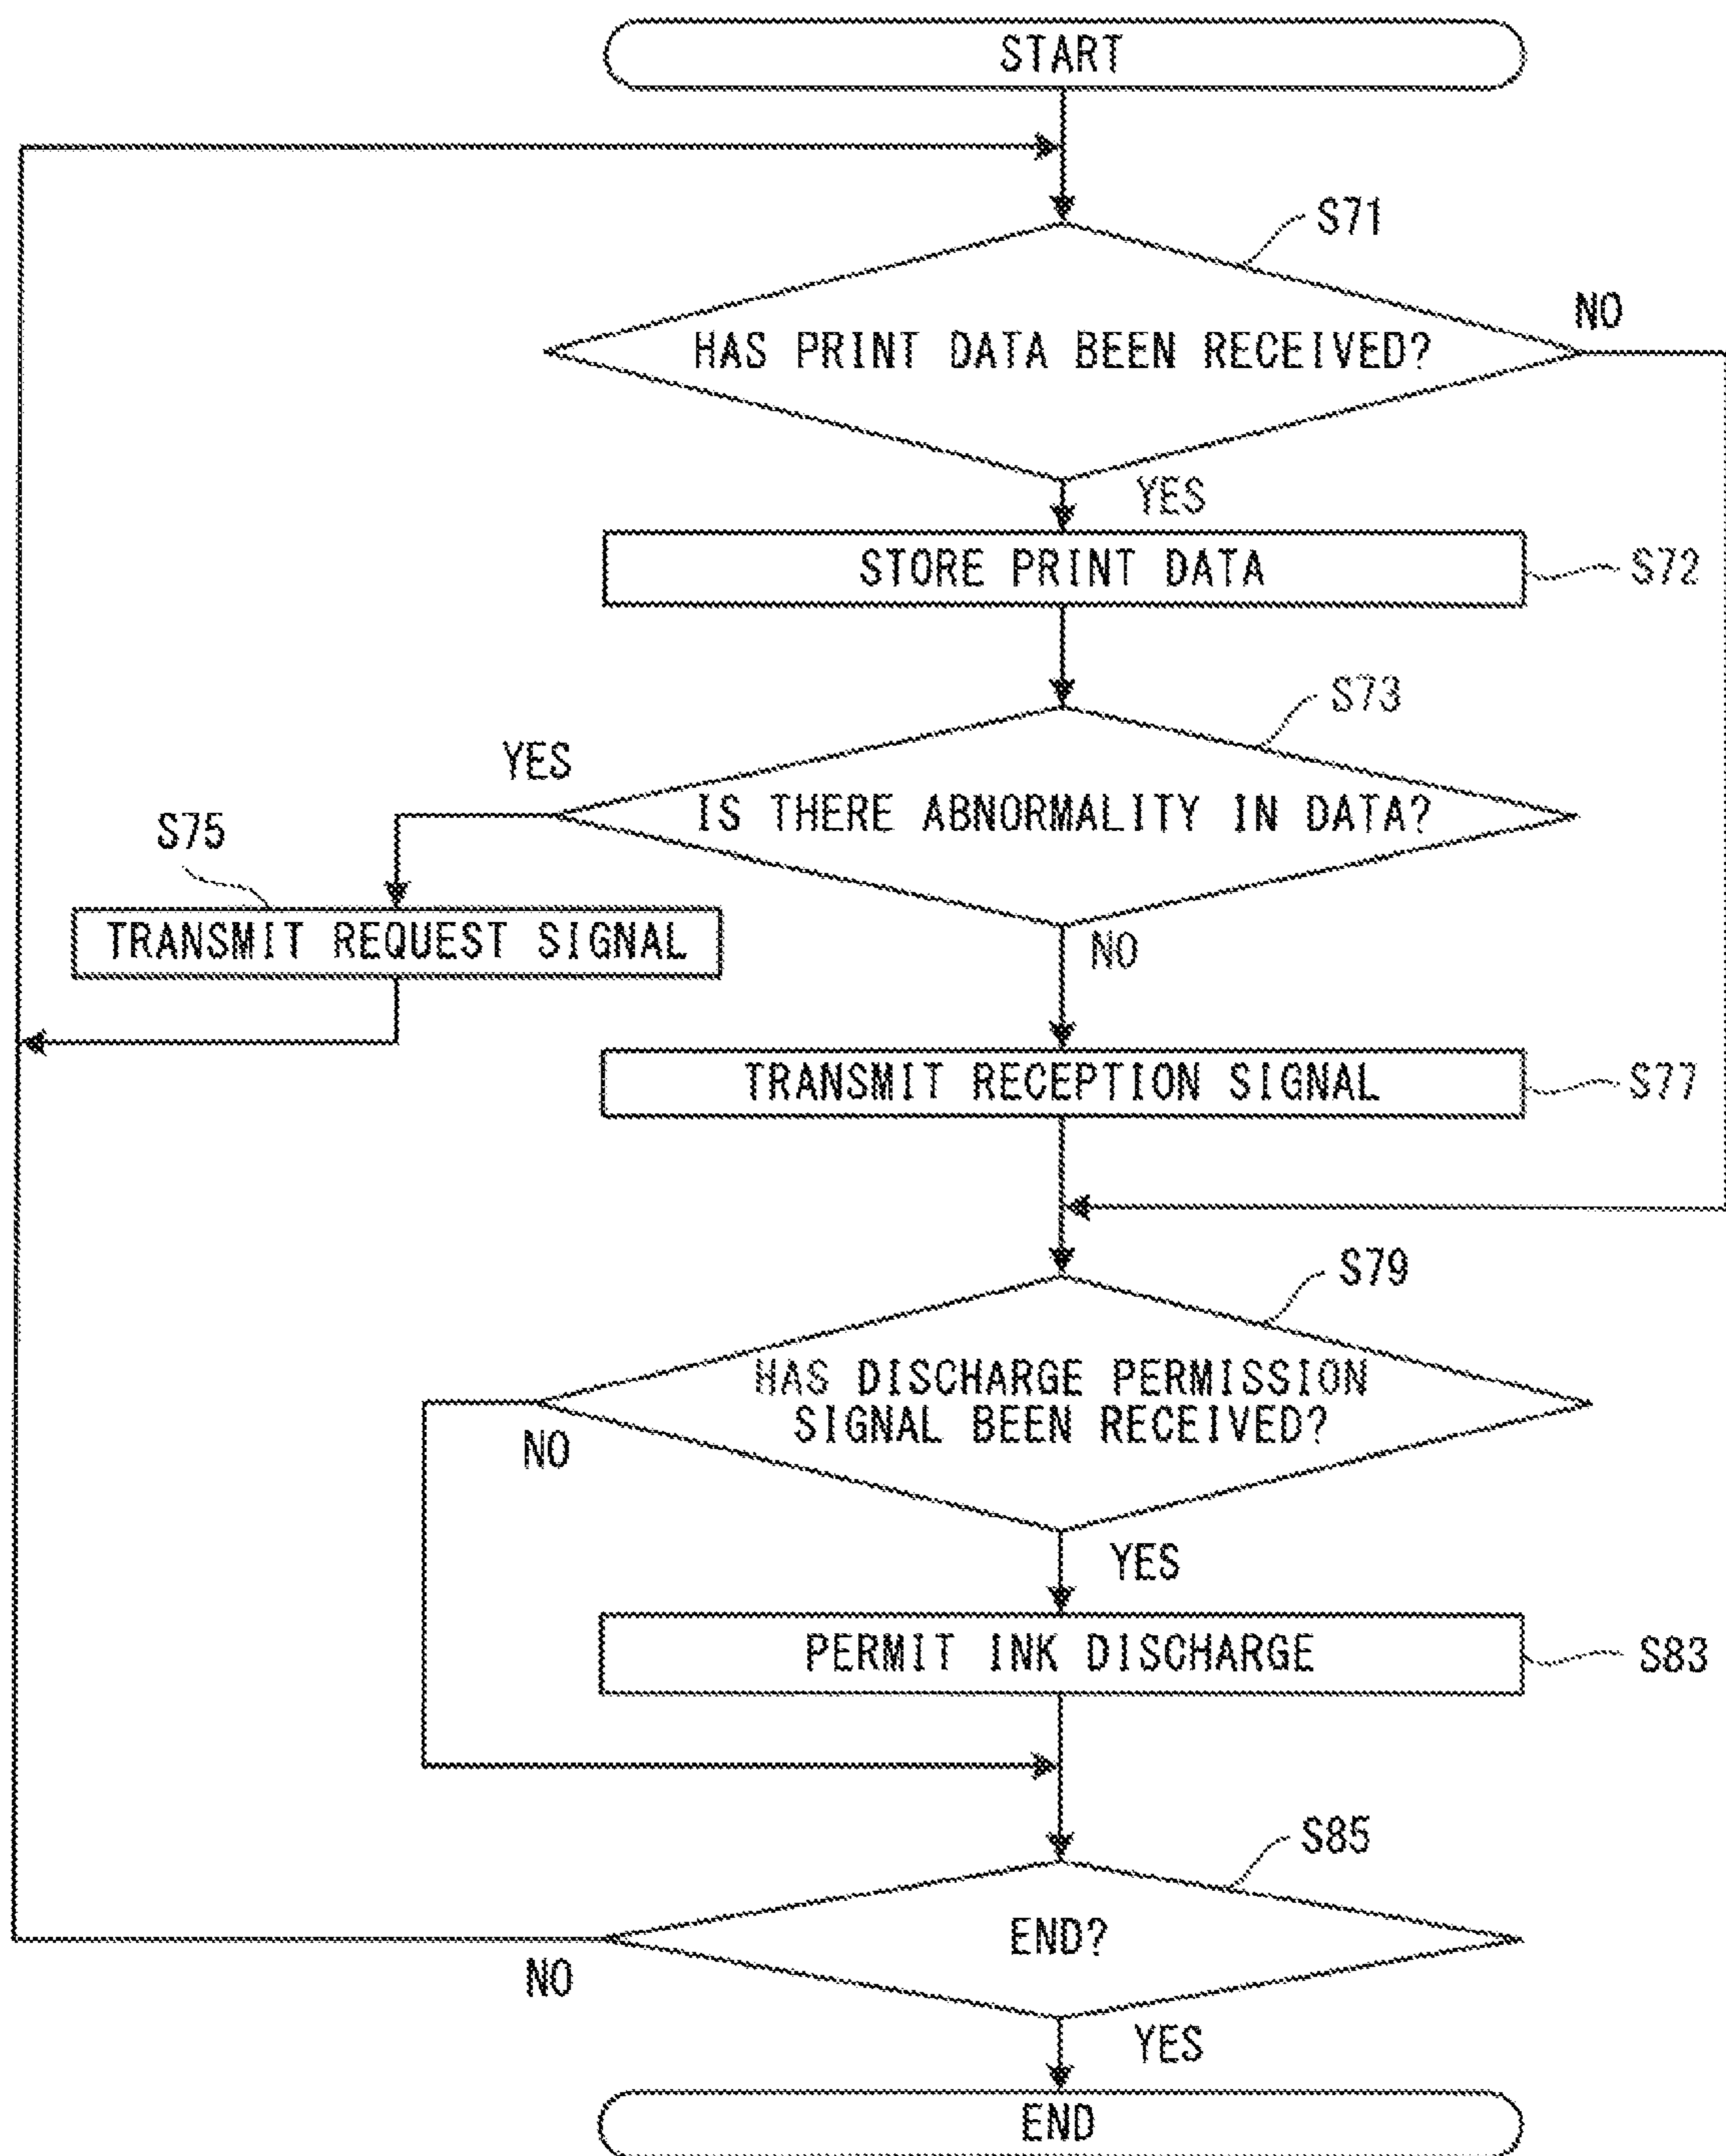 START
S71
NO
HAS PRINT DATA BEEN RECEIVED?
YES
STORE PRINT DATA
S72
S73
YES
IS THERE ABNORMALITY IN DATA?
S75
TRANSMIT REQUEST SIGNAL
NO
TRANSMIT RECEPTION SIGNAL
S77
S79
HAS DISCHARGE PERMISSION
SIGNAL BEEN RECEIVED?
NO
YES
PERMIT INK DISCHARGE
S83
S85
END?
NO
YES
END